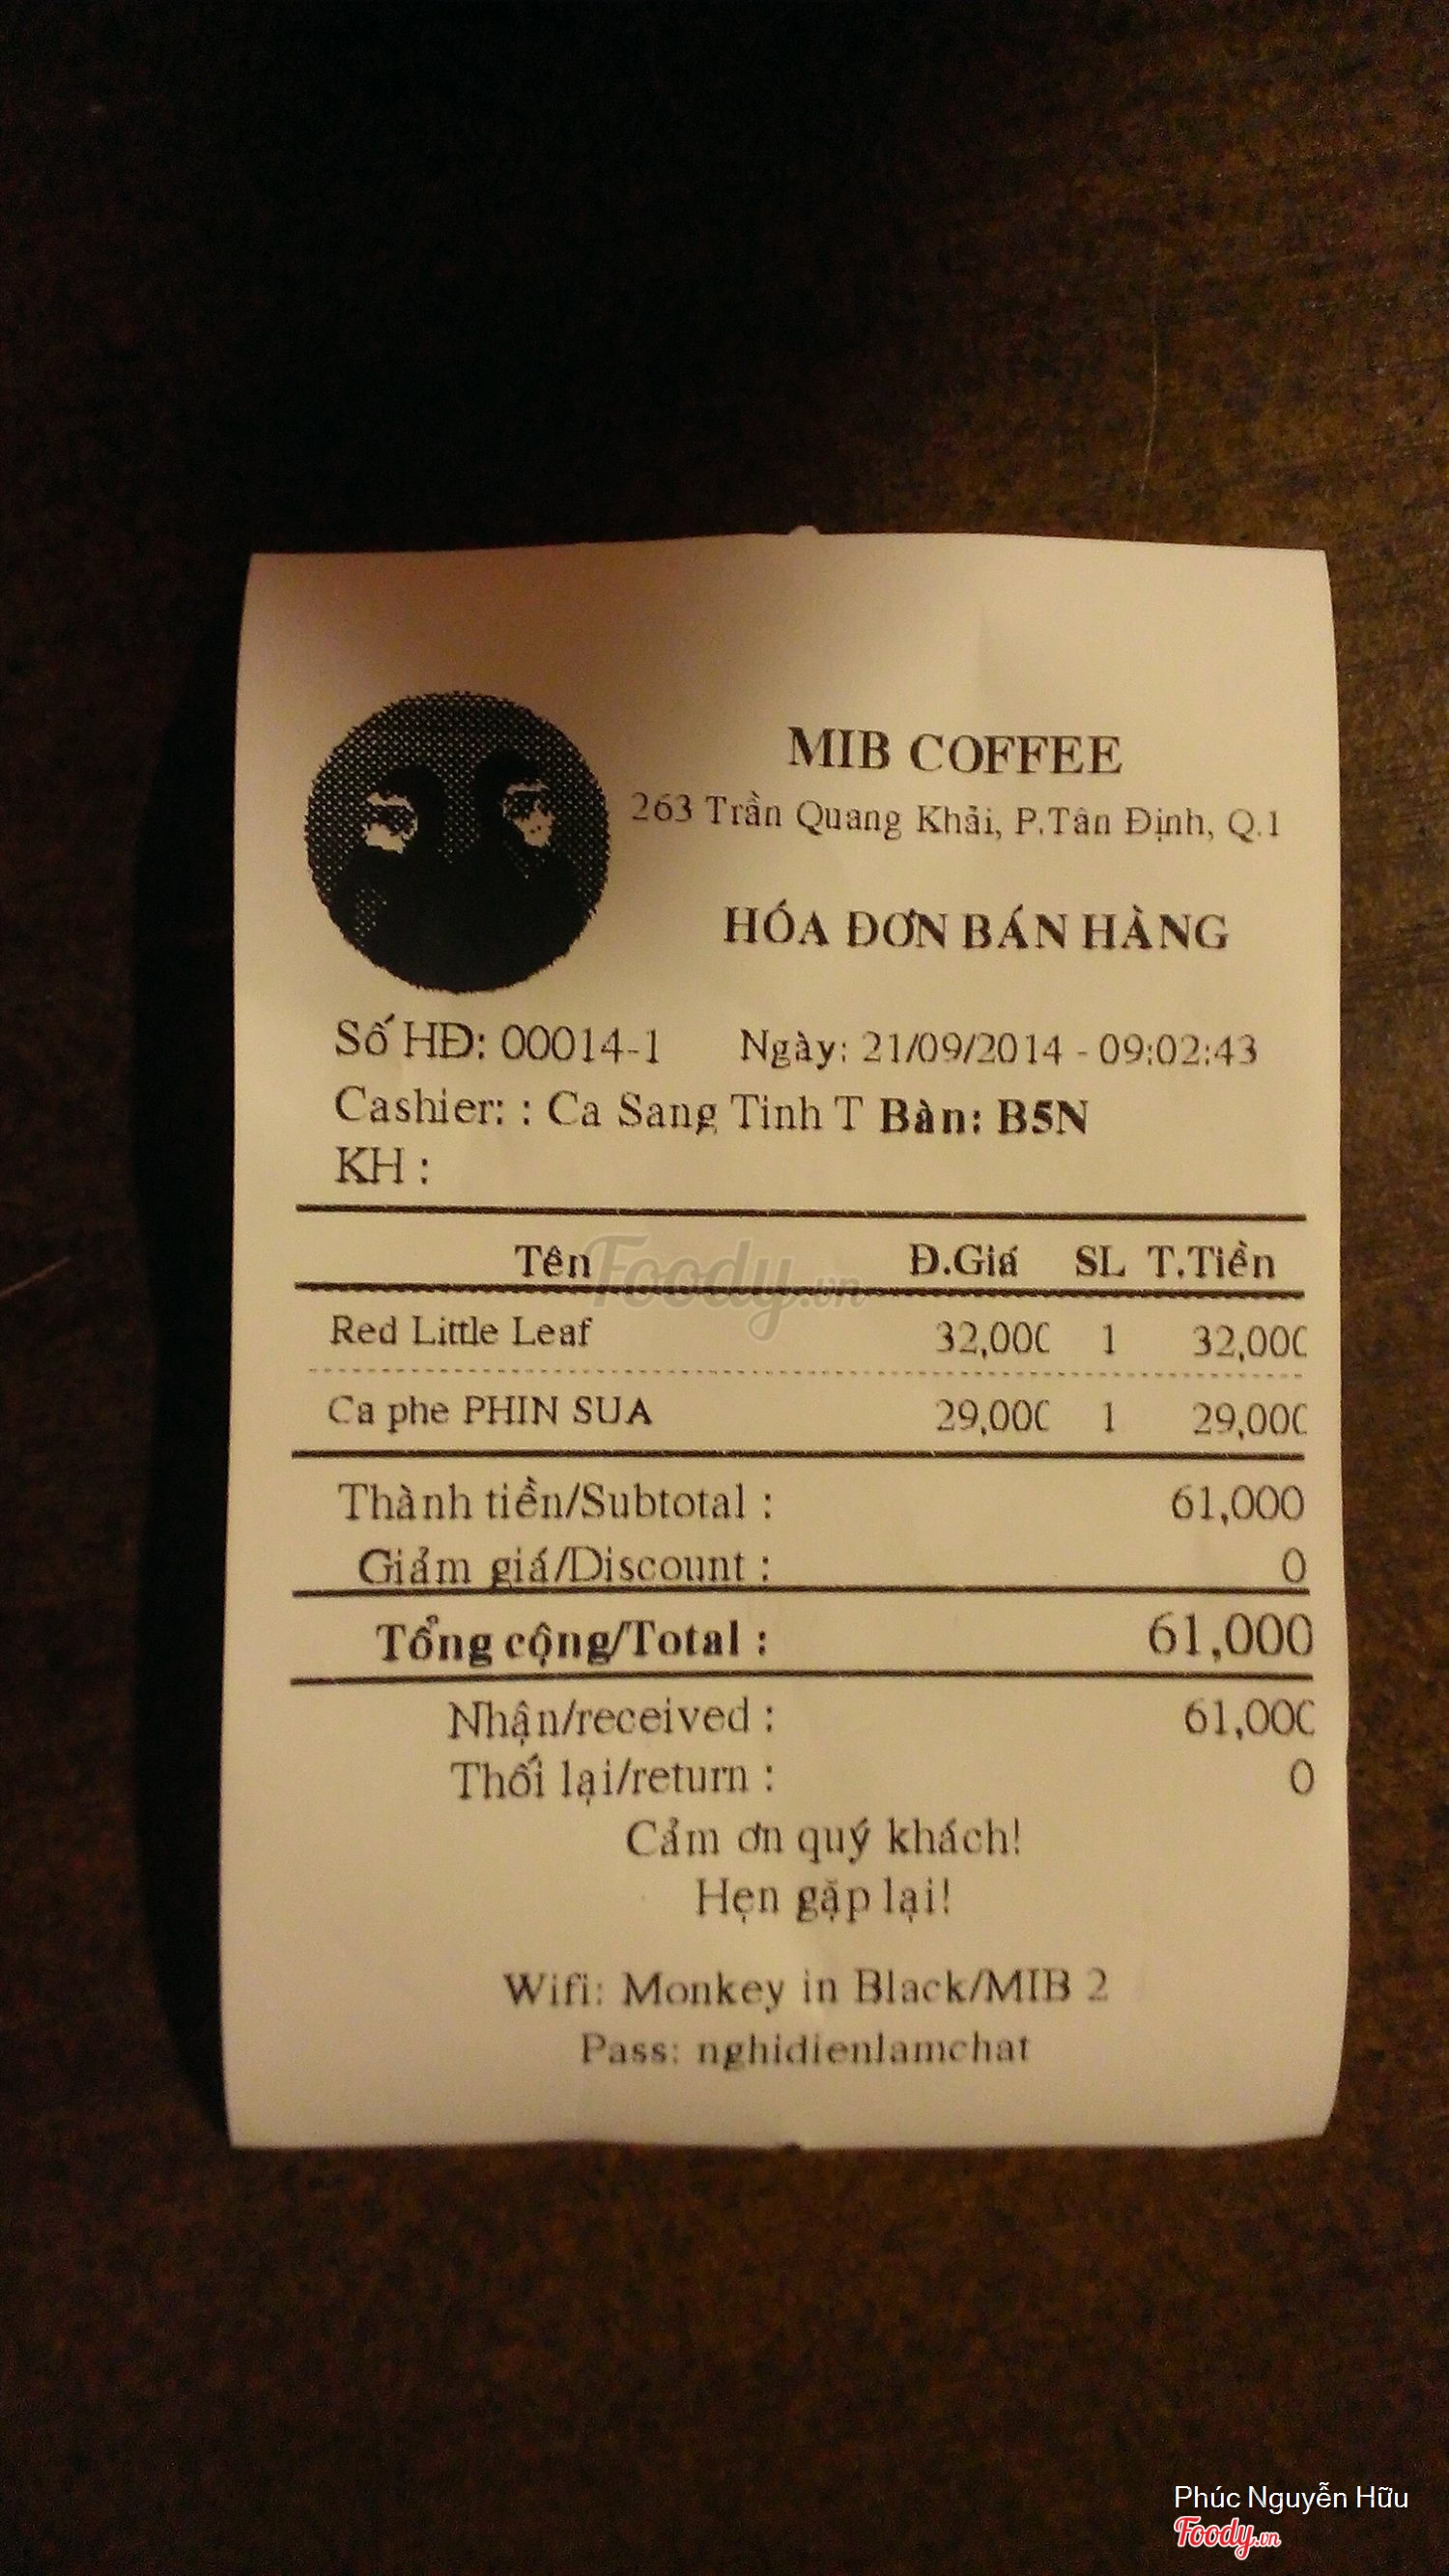 MIB COFFEE
263 Trần Quang Khải, P.Tân Định, Q.1
HÓA ĐƠN BÁN HÀNG
Số HĐ: 00014-1 Ngày: 21/09/2014 - 09:02:43
Cashier: : Ca Sang Tinh T Bàn: B5N
KH :
Tên Đ.Giá SL T.Tiền
Foody.vn
Red Little Leaf 32,000 1 32,000
Ca phe PHIN SUA 29,000 1 29,000
Thành tiền/Subtotal : 61,000
Giảm giá/Discount : 0
Tổng cộng/Total : 61,000
Nhận/received : 61,000
Thối lại/return : 0
Cảm ơn quý khách!
Hẹn gặp lại!
Wifi: Monkey in Black/MIB 2
Pass: nghidienlamchat
Phúc Nguyễn Hữu
Foody.vn